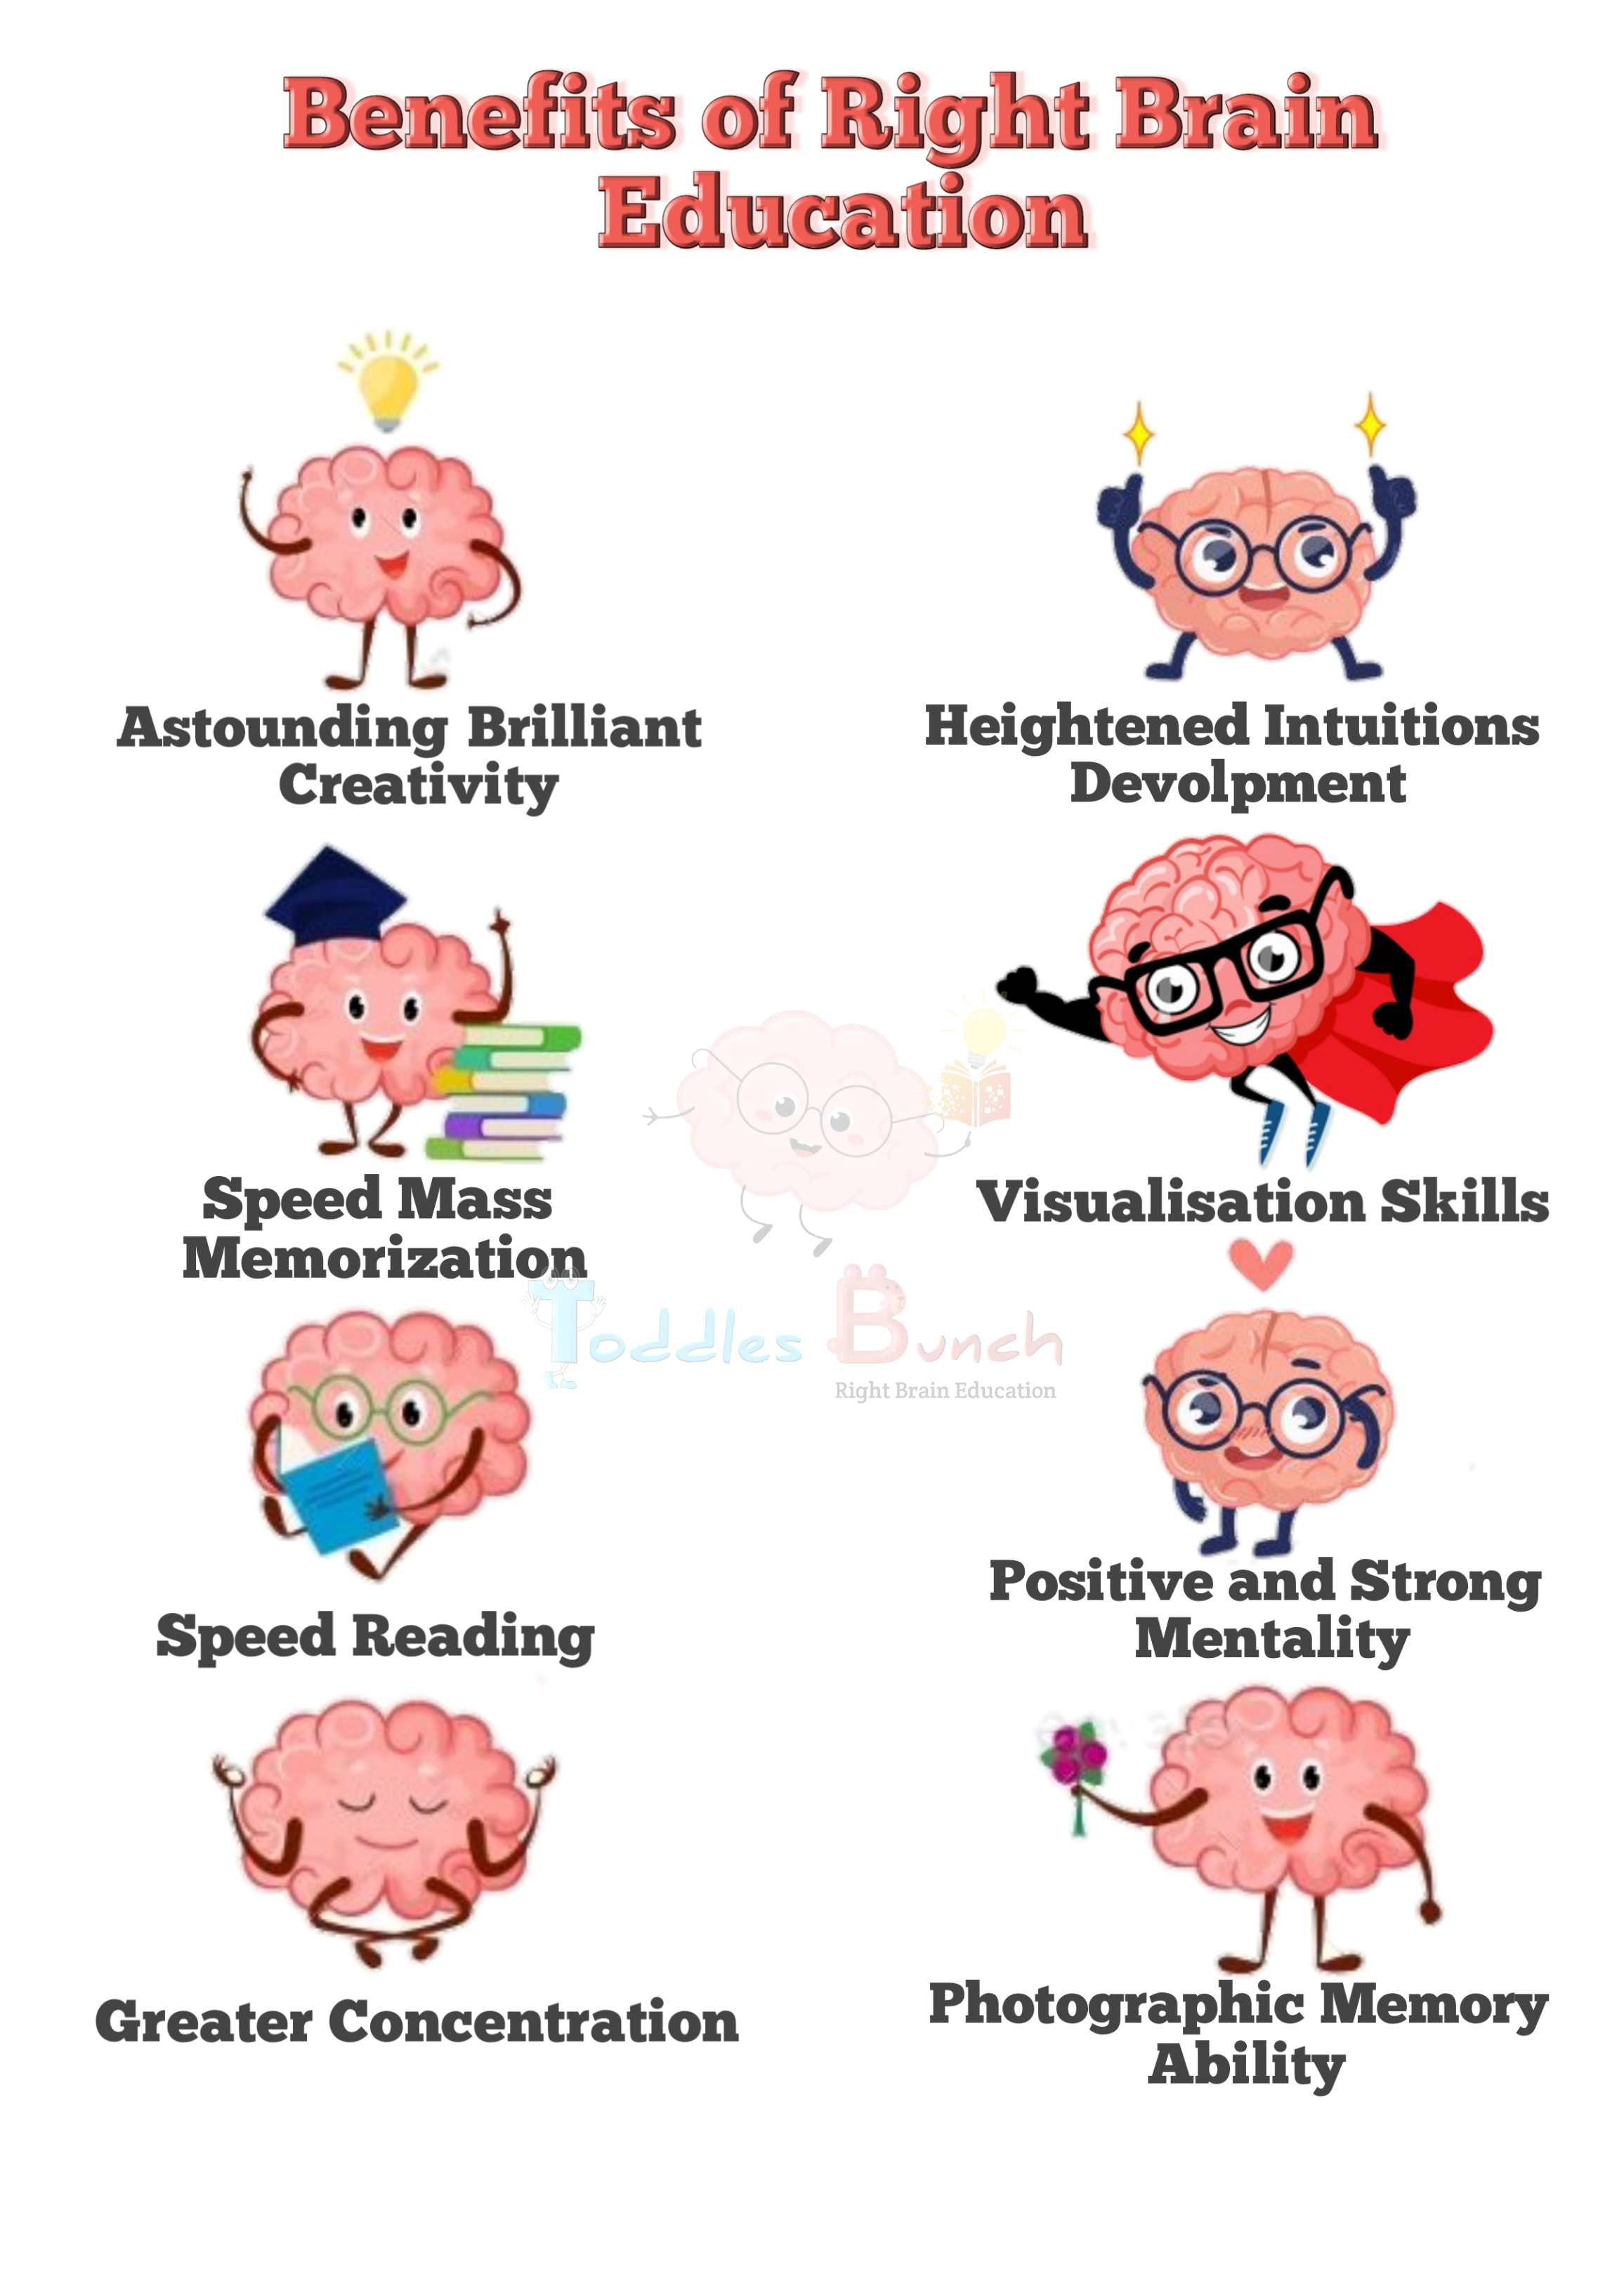 Benefits of Right Brain
Education
Astounding Brilliant
Creativity
Heightened Intuitions
Devolpment
Speed Mass
Memorization
Visualisation Skills
Toddles Bunch
Right Brain Education
Speed Reading
Positive and Strong
Mentality
Greater Concentration
Photographic Memory
Ability